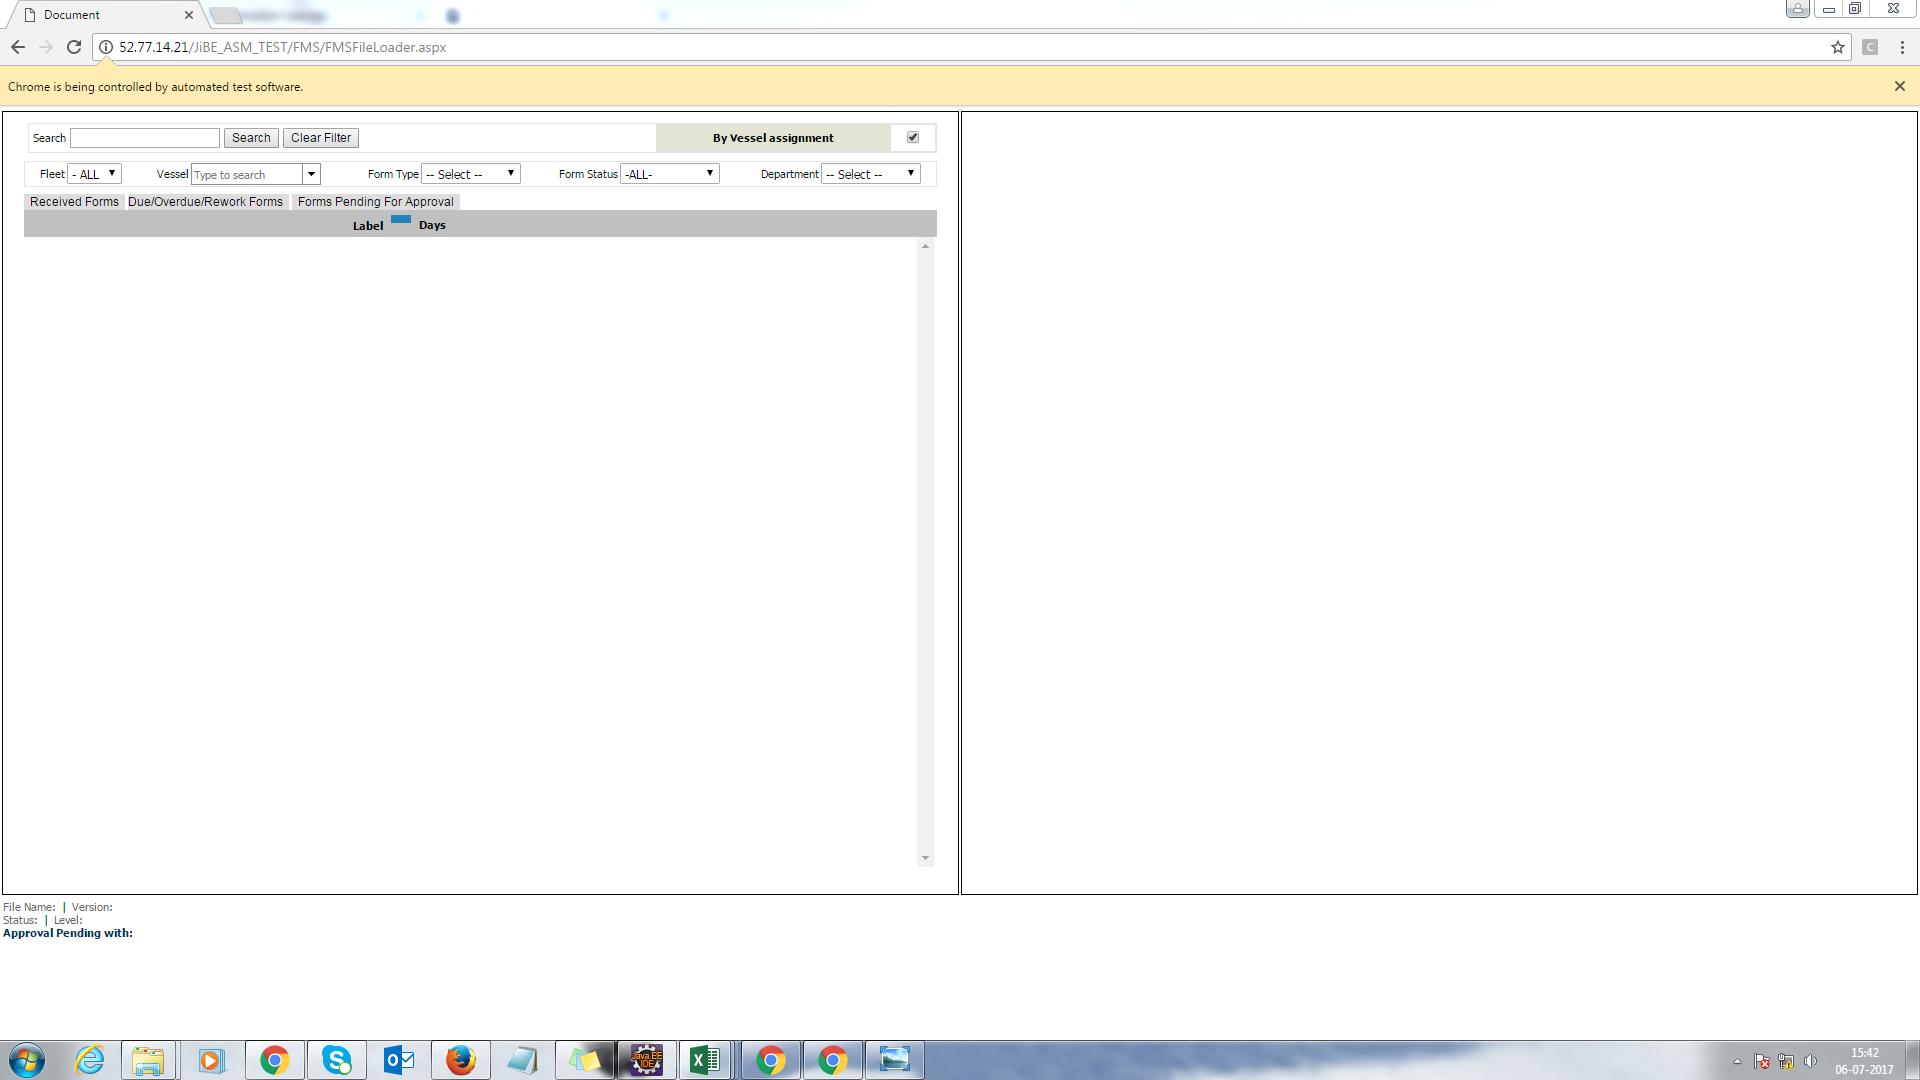 Document
52.77.14.21/JiBE_ASM_TEST/FMS/FMSFileLoader.aspx
C
Chrome is being controlled by automated test software.
Search Search Clear Filter By Vessel assignment
Fleet - ALL Vessel Type to search Form Type -- Select -- Form Status -ALL- Department -- Select --
Received Forms Due/Overdue/Rework Forms Forms Pending For Approval
Label Days
File Name: | Version:
Status: | Level:
Approval Pending with:
Java EE
IDE
15:42
06-07-2017